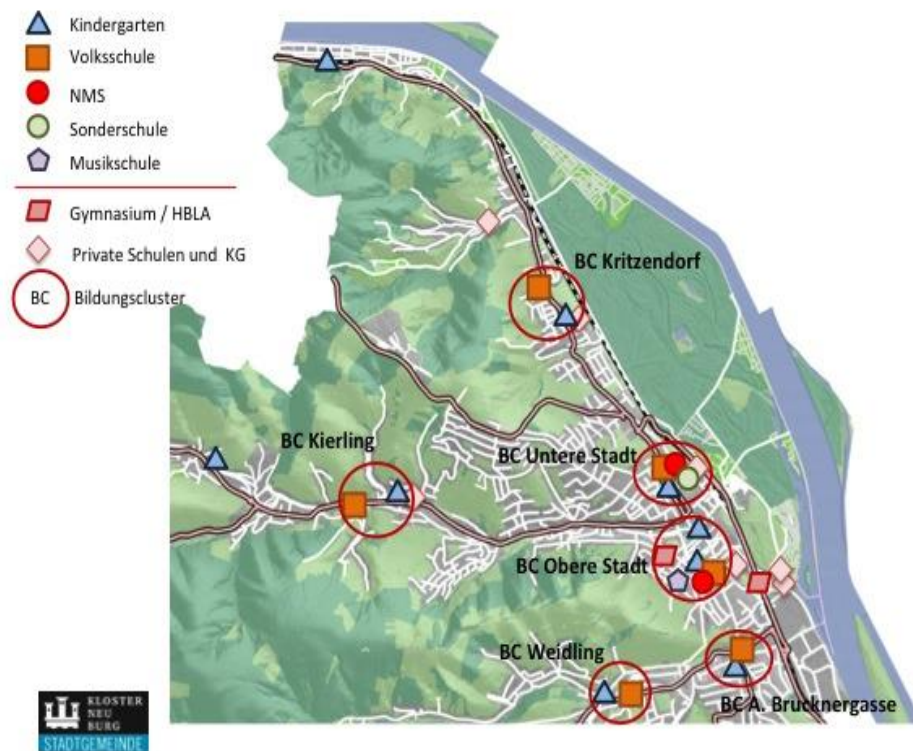 Kindergarten
Volksschule
NMS
Sonderschule
Musikschule
Gymnasium / HBLA
Private Schulen und KG
BC Bildungscluster
BC Kritzendorf
BC Kierling
BC Untere Stadt
BC Obere Stadt
BC Weidling
BC A. Brucknergasse
KLOSTER
NEU
BURG
STADTGEMEINDE